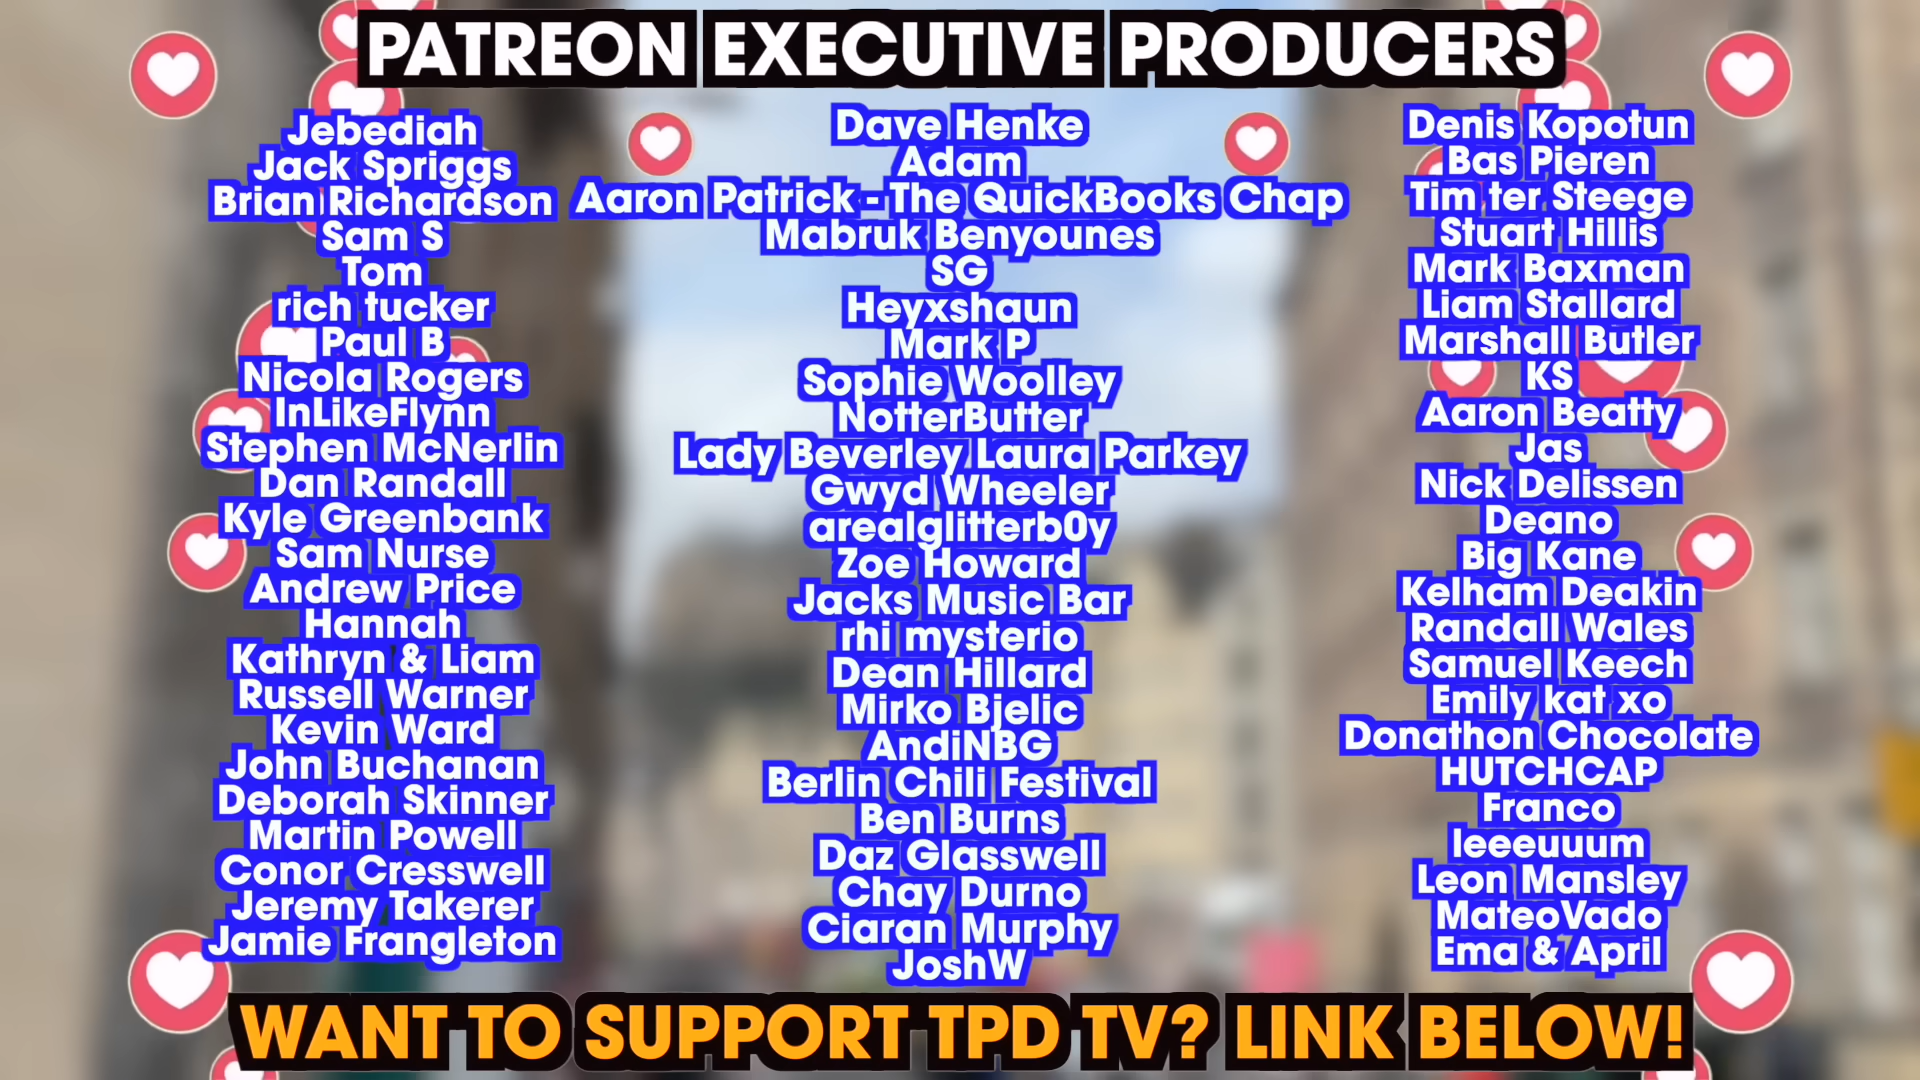 PATREON EXECUTIVE PRODUCERS
Jebediah
Jack Spriggs
Brian Richardson
Sam S
Tom
rich tucker
Paul B
Nicola Rogers
InLikeFlynn
Stephen McNerlin
Dan Randall
Kyle Greenbank
Sam Nurse
Andrew Price
Hannah
Kathryn & Liam
Russell Warner
Kevin Ward
John Buchanan
Deborah Skinner
Martin Powell
Conor Cresswell
Jeremy Takerer
Jamie Frangleton
Dave Henke
Adam
Aaron Patrick - The QuickBooks Chap
Mabruk Benyounes
SG
Heyxshaun
Mark P
Sophie Woolley
NotterButter
Lady Beverley Laura Parkey
Gwyd Wheeler
arealglitterb0y
Zoe Howard
Jacks Music Bar
rhi mysterio
Dean Hillard
Mirko Bjelic
AndiNBG
Berlin Chili Festival
Ben Burns
Daz Glasswell
Chay Durno
Ciaran Murphy
JoshW
Denis Kopotun
Bas Pieren
Tim ter Steege
Stuart Hillis
Mark Baxman
Liam Stallard
Marshall Butler
KS
Aaron Beatty
Jas
Nick Delissen
Deano
Big Kane
Kelham Deakin
Randall Wales
Samuel Keech
Emily kat xo
Donathon Chocolate
HUTCHCAP
Franco
Ieeeuuum
Leon Mansley
MateoVado
Ema & April
WANT TO SUPPORT TPD TV? LINK BELOW!